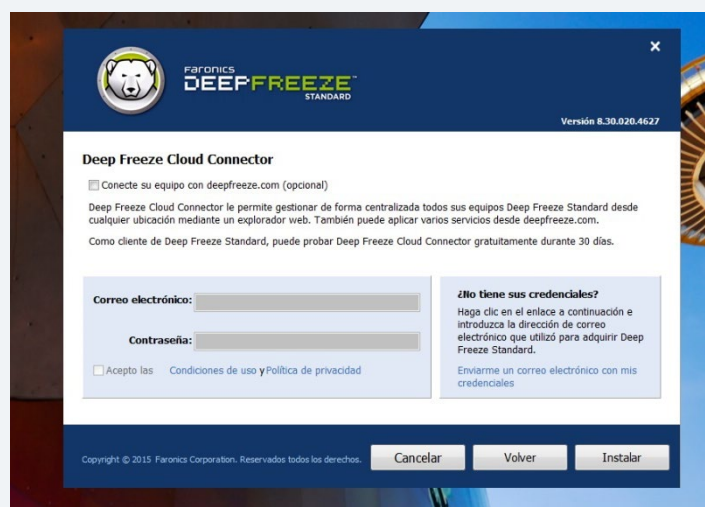 Faronics
DEEPFREEZE™
STANDARD
Versión 8.30.020.4627
Deep Freeze Cloud Connector
Conecte su equipo con deepfreeze.com (opcional)
Deep Freeze Cloud Connector le permite gestionar de forma centralizada todos sus equipos Deep Freeze Standard desde
cualquier ubicación mediante un explorador web. También puede aplicar varios servicios desde deepfreeze.com.
Como cliente de Deep Freeze Standard, puede probar Deep Freeze Cloud Connector gratuitamente durante 30 días.
Correo electrónico:
Contraseña:
Acepto las Condiciones de uso y Política de privacidad
¿No tiene sus credenciales?
Haga clic en el enlace a continuación e
introduzca la dirección de correo
electrónico que utilizó para adquirir Deep
Freeze Standard.
Enviarme un correo electrónico con mis
credenciales
Copyright © 2015 Faronics Corporation. Reservados todos los derechos.
Cancelar
Volver
Instalar